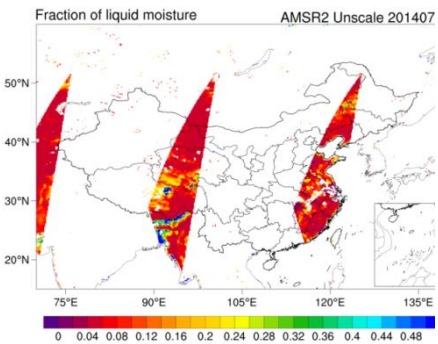 Fraction of liquid moisture AMSR2 Unscale 201407
50°N
40°N
30°N
20°N
75°E 90°E 105°E 120°E 135°E
0 0.04 0.08 0.12 0.16 0.2 0.24 0.28 0.32 0.36 0.4 0.44 0.48